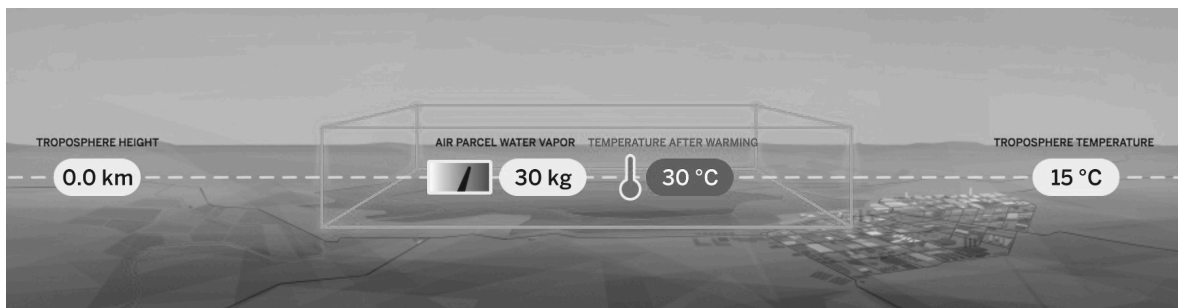 TROPOSPHERE HEIGHT
0.0 km
AIR PARCEL WATER VAPOR
30 kg
TEMPERATURE AFTER WARMING
30 °C
TROPOSPHERE TEMPERATURE
15 °C